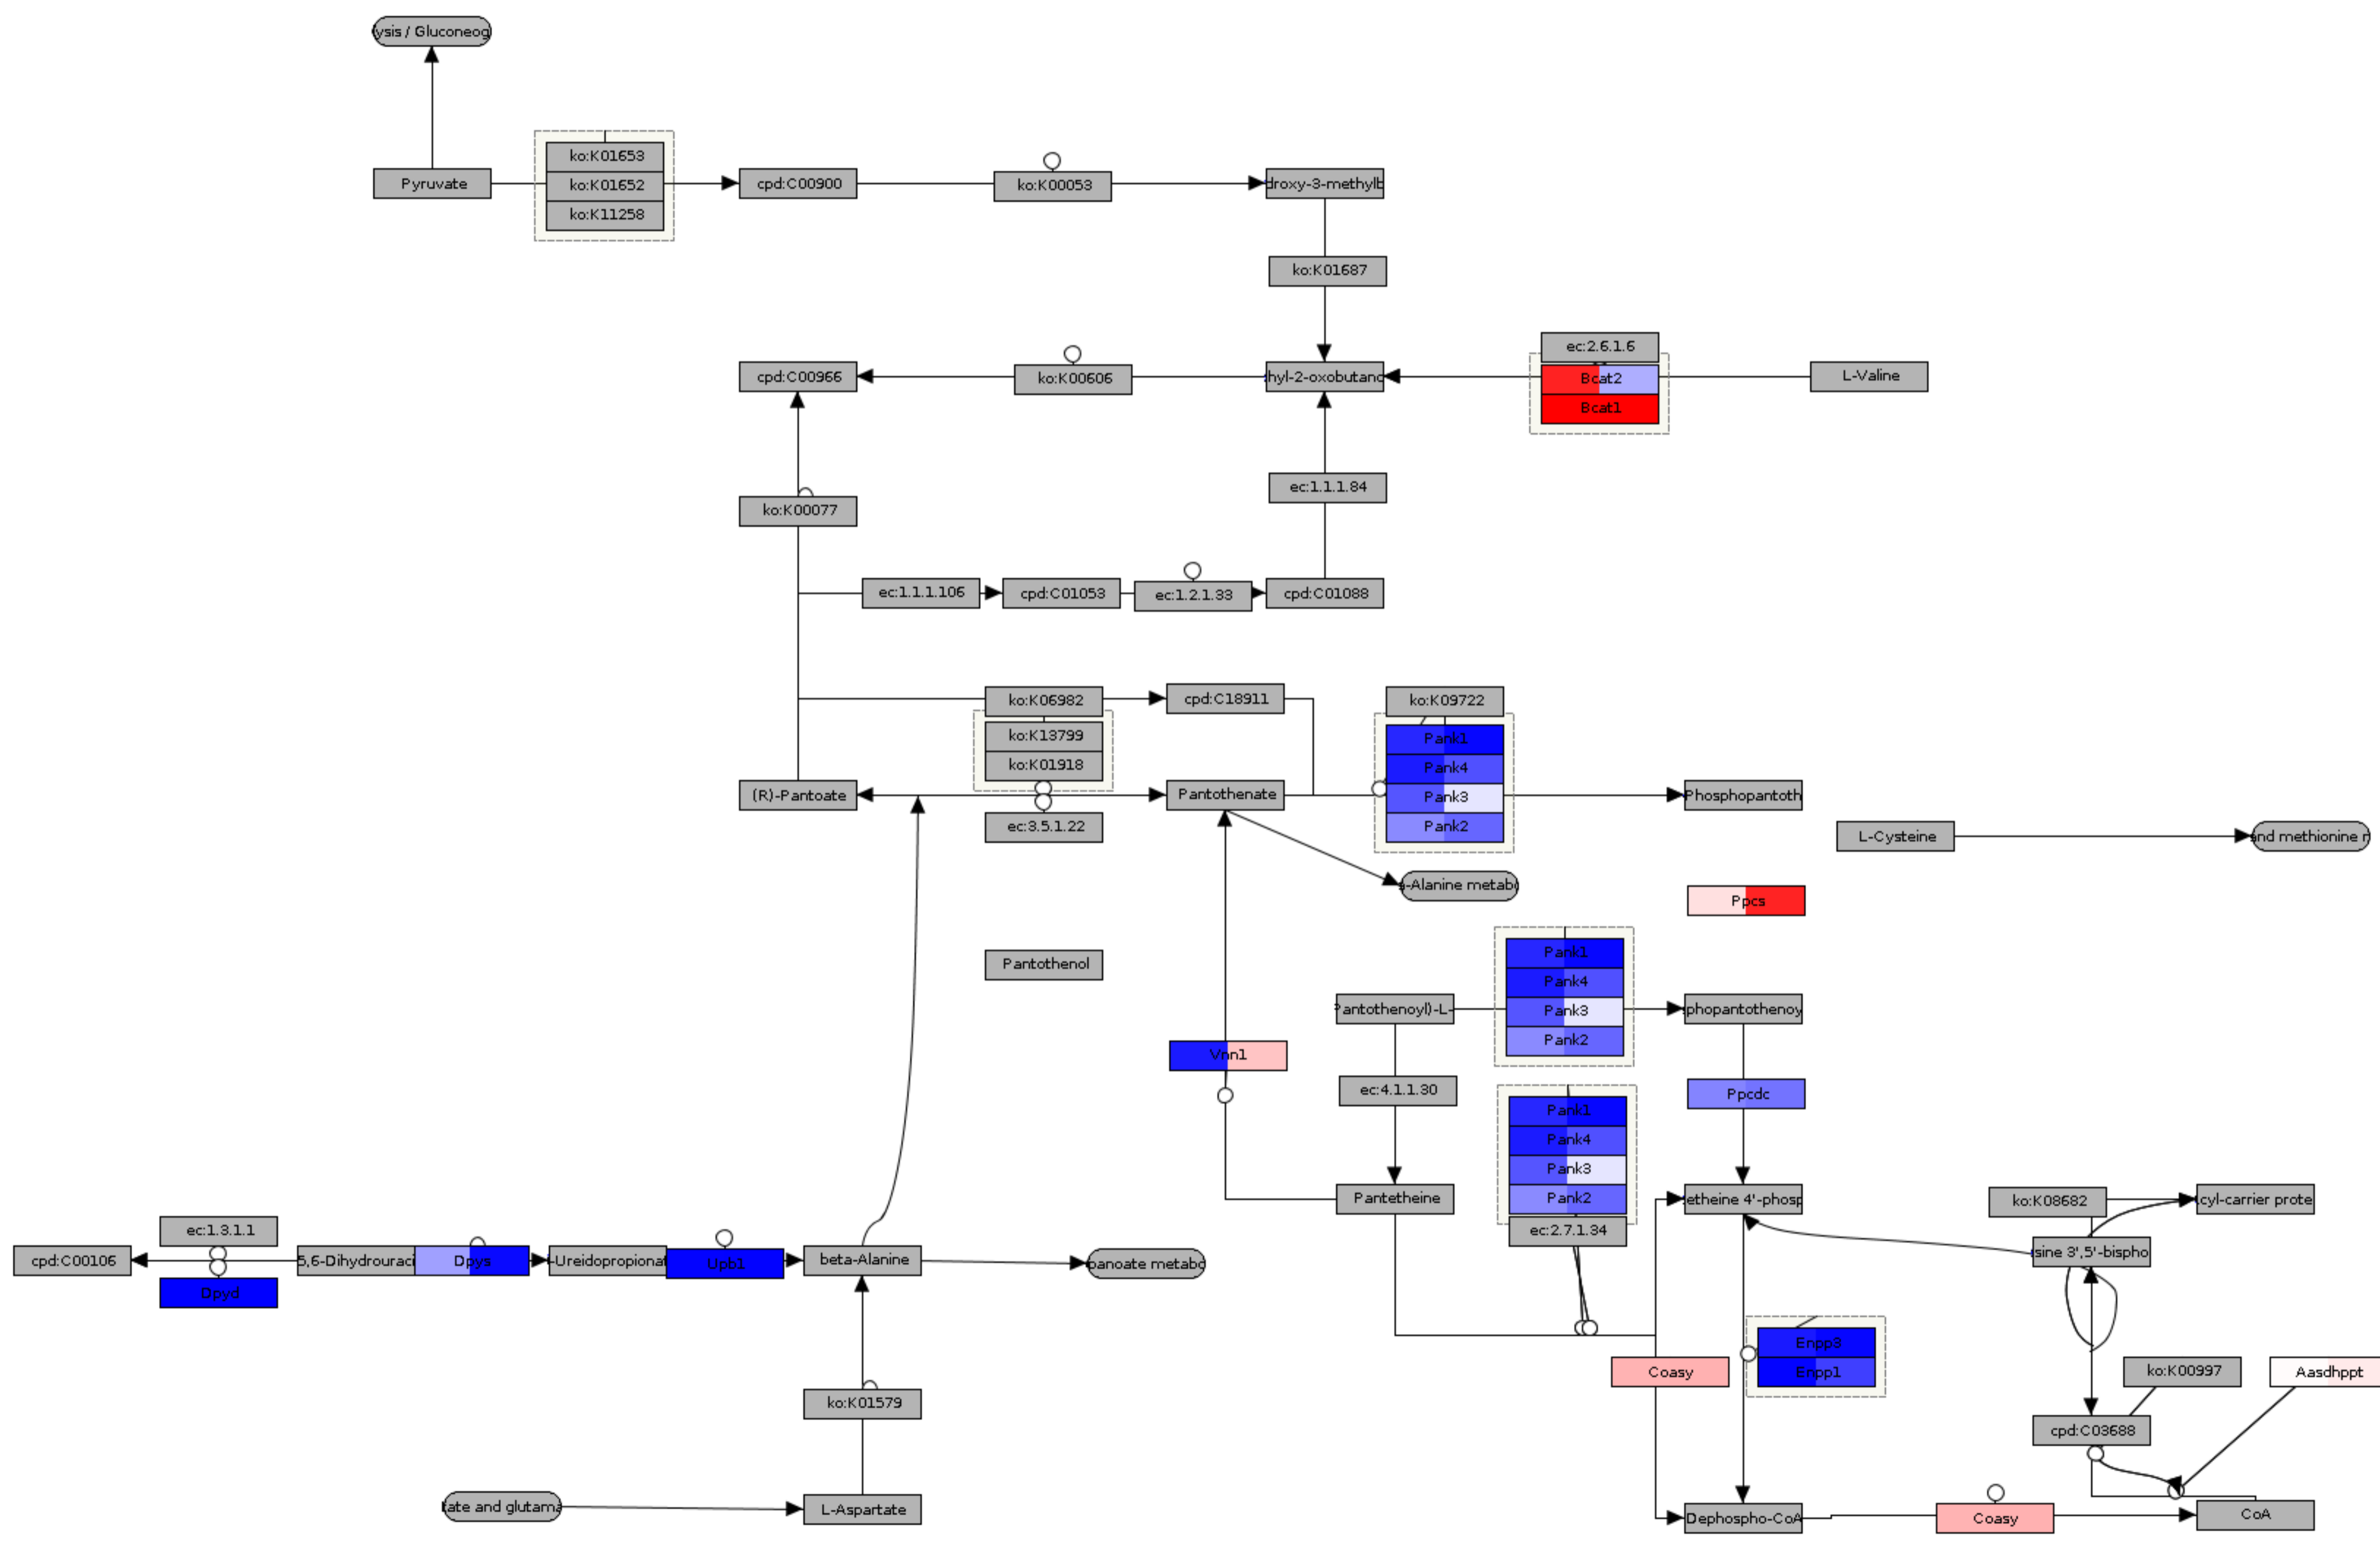 ysis / Gluconeog
ko:K01653
Pyruvate
ko:K01652
cpd:C00900
ko:K00053
droxy-3-methylb
ko:K11258
ko:K01687
ec:2.6.1.6
cpd:C00966
ko:K00606
hyl-2-oxobutano
Bcat2
L-Valine
Bcat1
ec:1.1.1.84
ko:K00077
ec:1.1.1.106
cpd:C01053
ec:1.2.1.33
cpd:C01088
ko:K06982
cpd:C18911
ko:K09722
ko:K13799
Pank1
ko:K01918
Pank4
(R)-Pantoate
Pantothenate
Pank3
Phosphopantoth
ec:3.5.1.22
Pank2
L-Cysteine
and methionine m
a-Alanine metabo
Ppcs
Pantothenol
Pank1
Pank4
Pantothenoyl)-L-
Pank3
phopantothenoy
Pank2
Vnn1
ec:4.1.1.30
Ppcdc
Pank1
Pank4
Pank3
Pantetheine
Pank2
etheine 4'-phosp
ko:K08682
cyl-carrier prote
ec:1.3.1.1
ec:2.7.1.34
cpd:C00106
5,6-Dihydrouraci
Dpys
-Ureidopropionat
Upb1
beta-Alanine
panoate metabo
sine 3',5'-bispho
Dpyd
Enpp3
Coasy
Enpp1
ko:K00997
Aasdhppt
ko:K01579
cpd:C03688
tate and glutama
L-Aspartate
Dephospho-CoA
Coasy
CoA